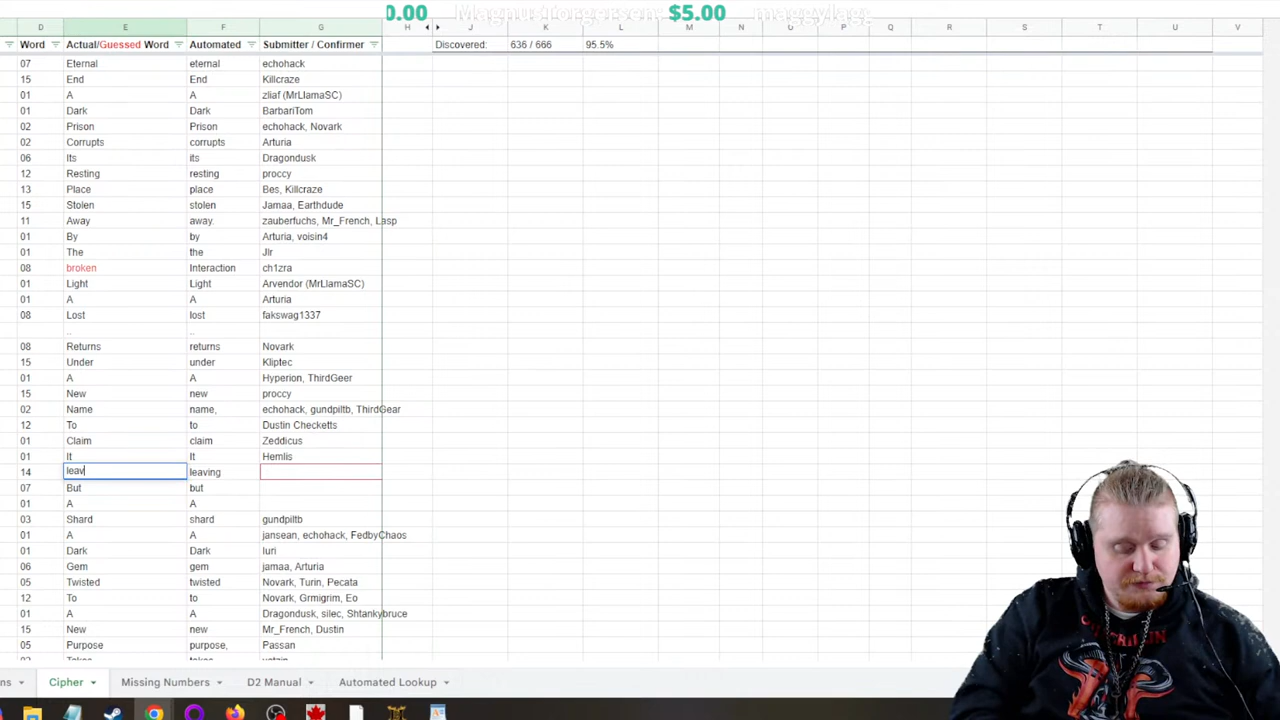 0.00 MagnusTorgersen: $5.00 maggylagg
D E F G H J K L M N O P Q R S T U V
Word Actual/Guessed Word Automated Submitter / Confirmer Discovered: 636 / 666 95.5%
07 Eternal eternal echohack
15 End End Killcraze
01 A A zliaf (MrLlamaSC)
01 Dark Dark BarbariTom
02 Prison Prison echohack, Novark
02 Corrupts corrupts Arturia
06 Its its Dragondusk
12 Resting resting proccy
13 Place place Bes, Killcraze
15 Stolen stolen Jamaa, Earthdude
11 Away away. zauberfuchs, Mr_French, Lasp
01 By by Arturia, voisin4
01 The the Jlr
08 broken Interaction ch1zra
01 Light Light Arvendor (MrLlamaSC)
01 A A Arturia
08 Lost lost fakswag1337
.. ..
08 Returns returns Novark
15 Under under Kliptec
01 A A Hyperion, ThirdGeer
15 New new proccy
02 Name name, echohack, gundpiltb, ThirdGear
12 To to Dustin Checketts
01 Claim claim Zeddicus
01 It It Hemlis
14 leav leaving
07 But but
01 A A
03 Shard shard gundpiltb
01 A A jansean, echohack, FedbyChaos
01 Dark Dark Iuri
06 Gem gem jamaa, Arturia
05 Twisted twisted Novark, Turin, Pecata
12 To to Novark, Grmigrim, Eo
01 A A Dragondusk, silec, Shtankybruce
15 New new Mr_French, Dustin
05 Purpose purpose, Passan
ns Cipher Missing Numbers D2 Manual Automated Lookup